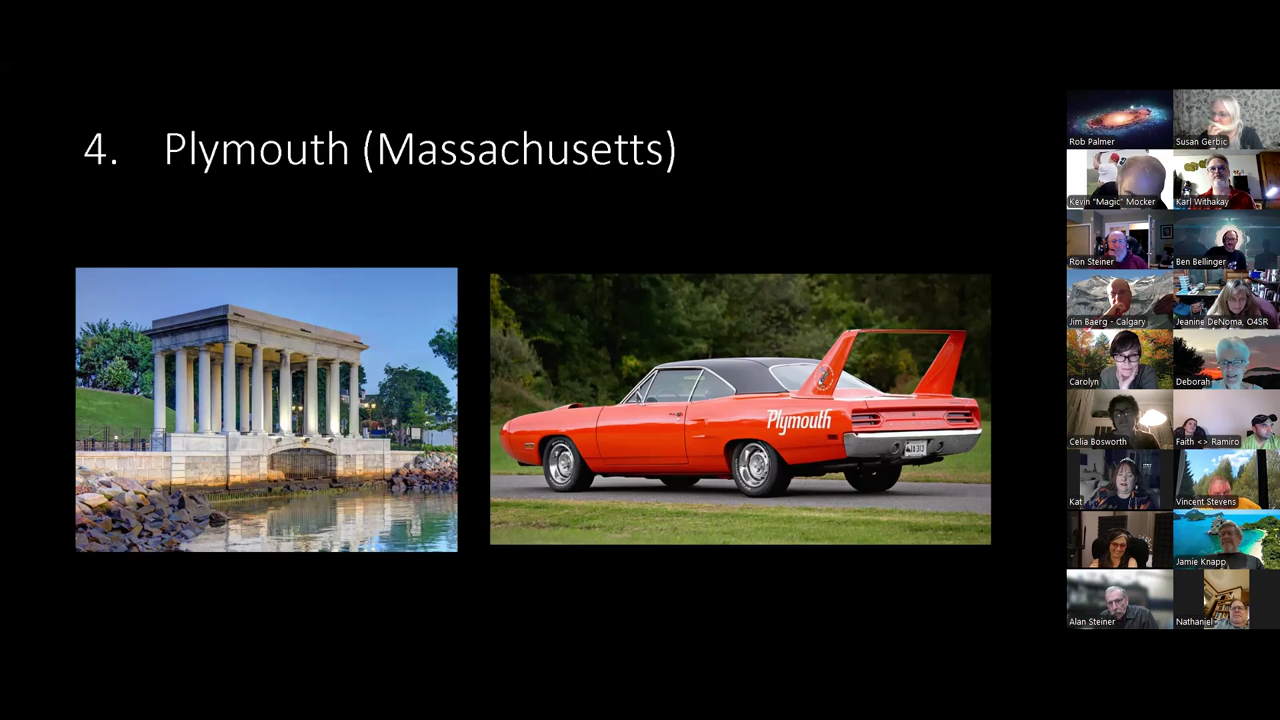 4. Plymouth (Massachusetts)
Plymouth
Rob Palmer
Susan Gerbic
Kevin "Magic" Mocker
Karl Withakay
Ron Steiner
Ben Bellinger
Jim Baerg - Calgary
Jeanine DeNoma, O4SR
Carolyn
Deborah
Celia Bosworth
Faith <> Ramiro
Kat
Vincent Stevens
Jamie Knapp
Alan Steiner
Nathaniel